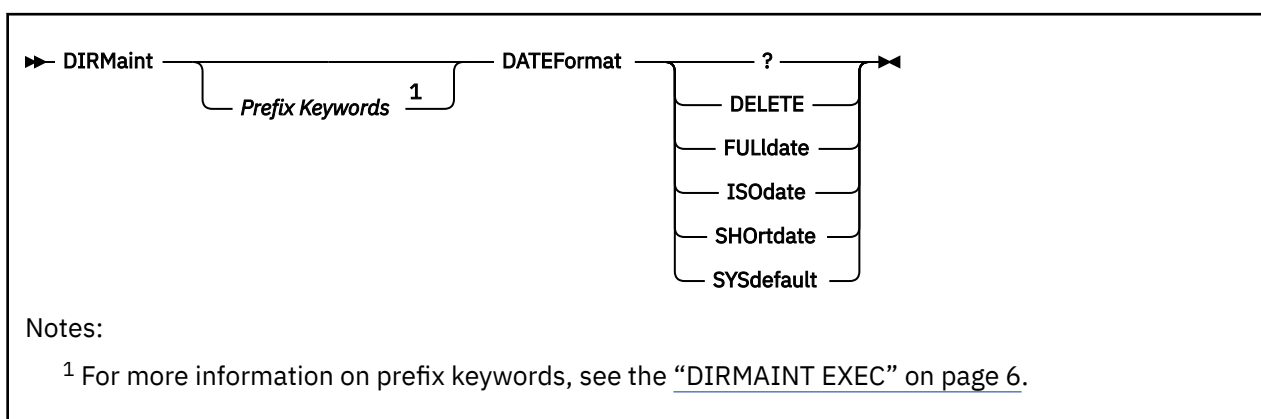 DIRMaint Prefix Keywords 1 DATEFormat ?
DELETE
FULldate
ISOdate
SHOrtdate
SYSdefault
Notes:
1 For more information on prefix keywords, see the “DIRMAINT EXEC” on page 6.